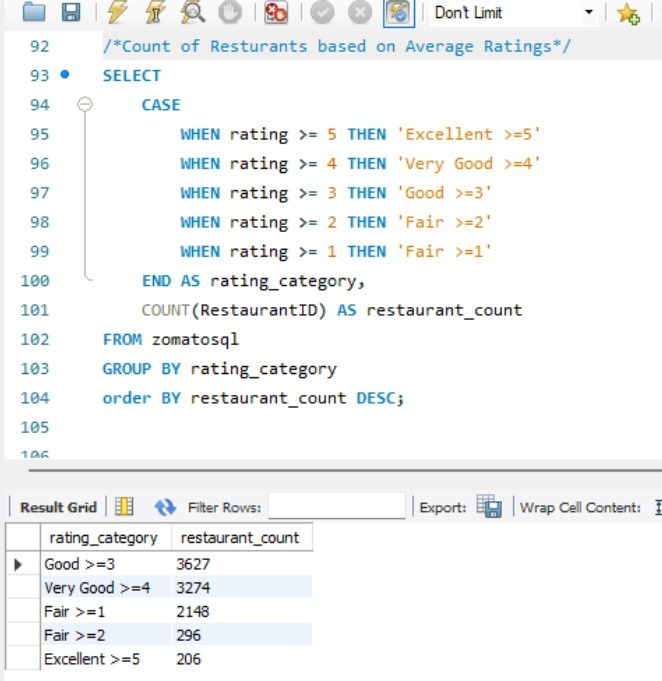 Don't Limit
92 /*Count of Resturants based on Average Ratings*/
93 SELECT
94 CASE
95 WHEN rating >= 5 THEN 'Excellent >=5'
96 WHEN rating >= 4 THEN 'Very Good >=4'
97 WHEN rating >= 3 THEN 'Good >=3'
98 WHEN rating >= 2 THEN 'Fair >=2'
99 WHEN rating >= 1 THEN 'Fair >=1'
100 END AS rating_category,
101 COUNT(RestaurantID) AS restaurant_count
102 FROM zomatosql
103 GROUP BY rating_category
104 order BY restaurant_count DESC;
105
106
Result Grid Filter Rows: Export: Wrap Cell Content:
rating_category restaurant_count
Good >=3 3627
Very Good >=4 3274
Fair >=1 2148
Fair >=2 296
Excellent >=5 206